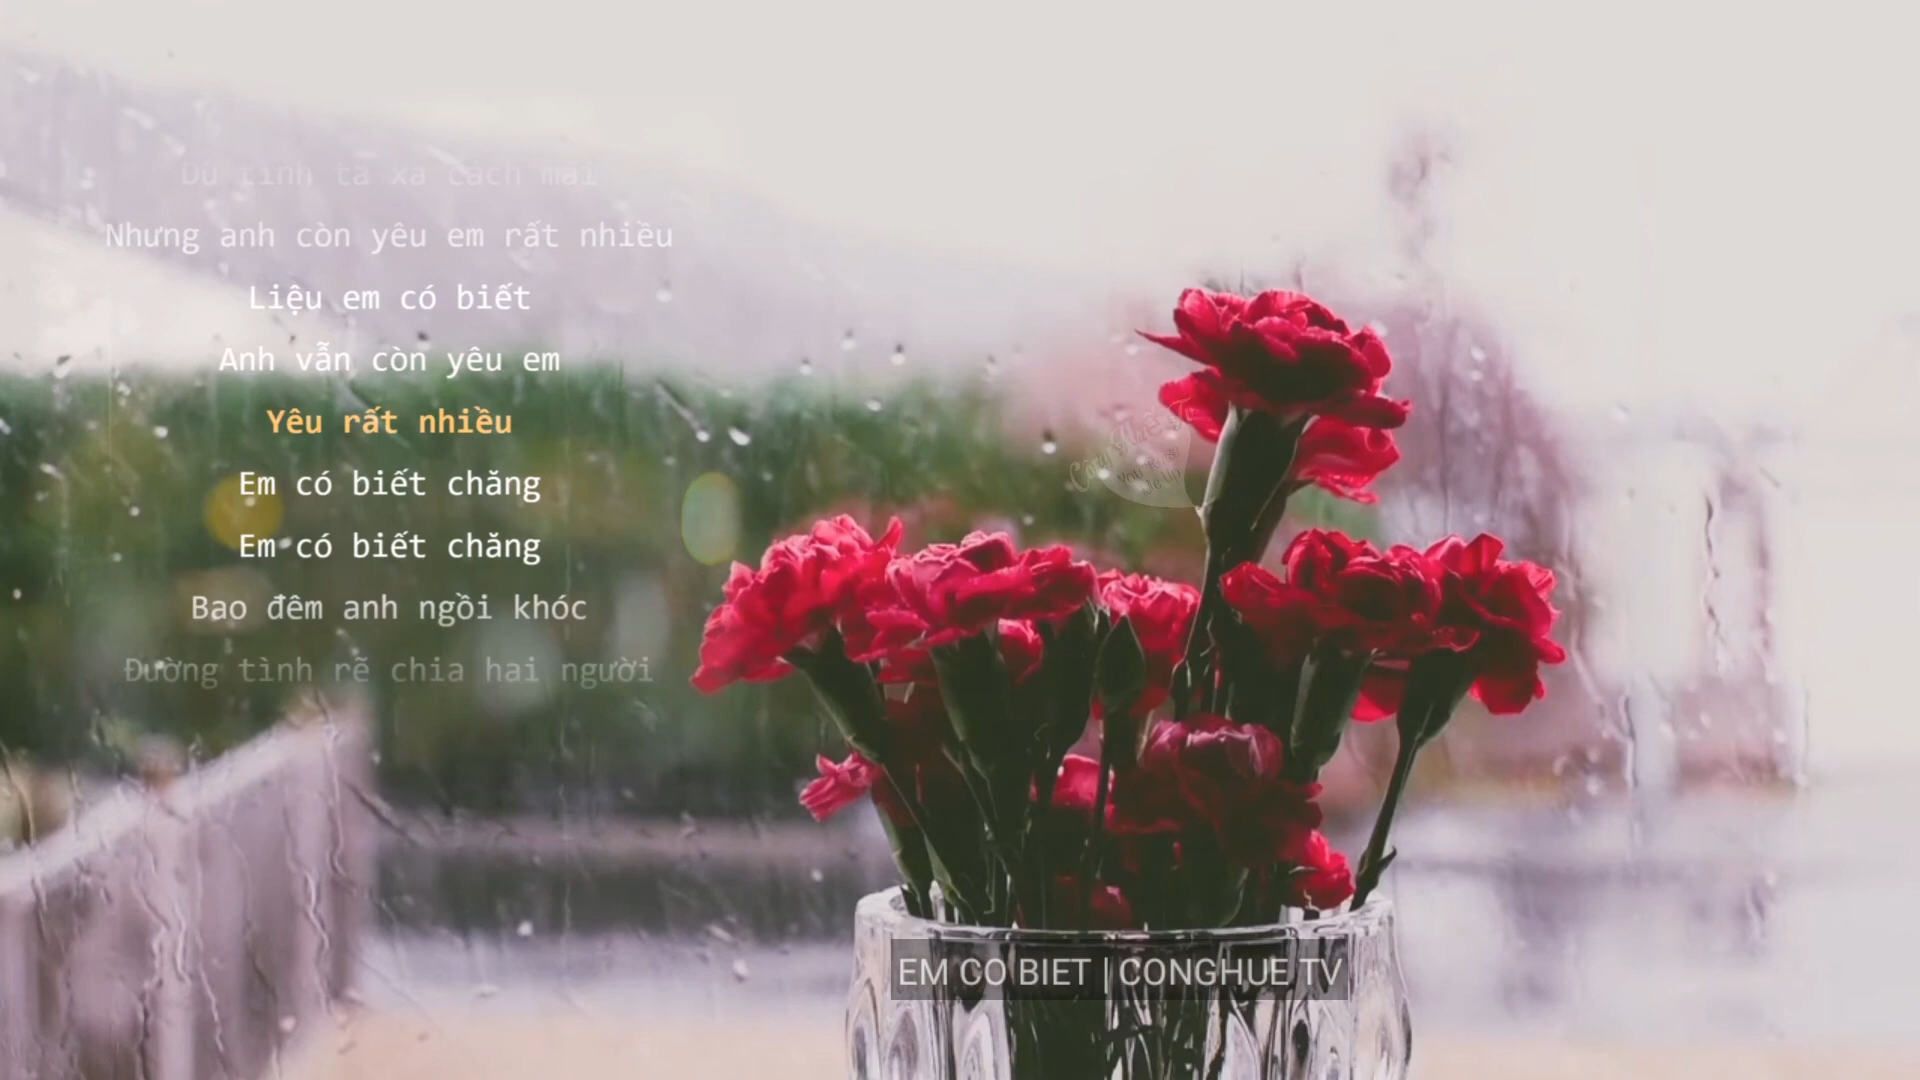 Dù tình ta xa cách mãi
Nhưng anh còn yêu em rất nhiều
Liệu em có biết
Anh vẫn còn yêu em
Yêu rất nhiều
Em có biết chăng
Em có biết chăng
Bao đêm anh ngồi khóc
Đường tình rẽ chia hai người
EM CO BIET | CONGHUE TV